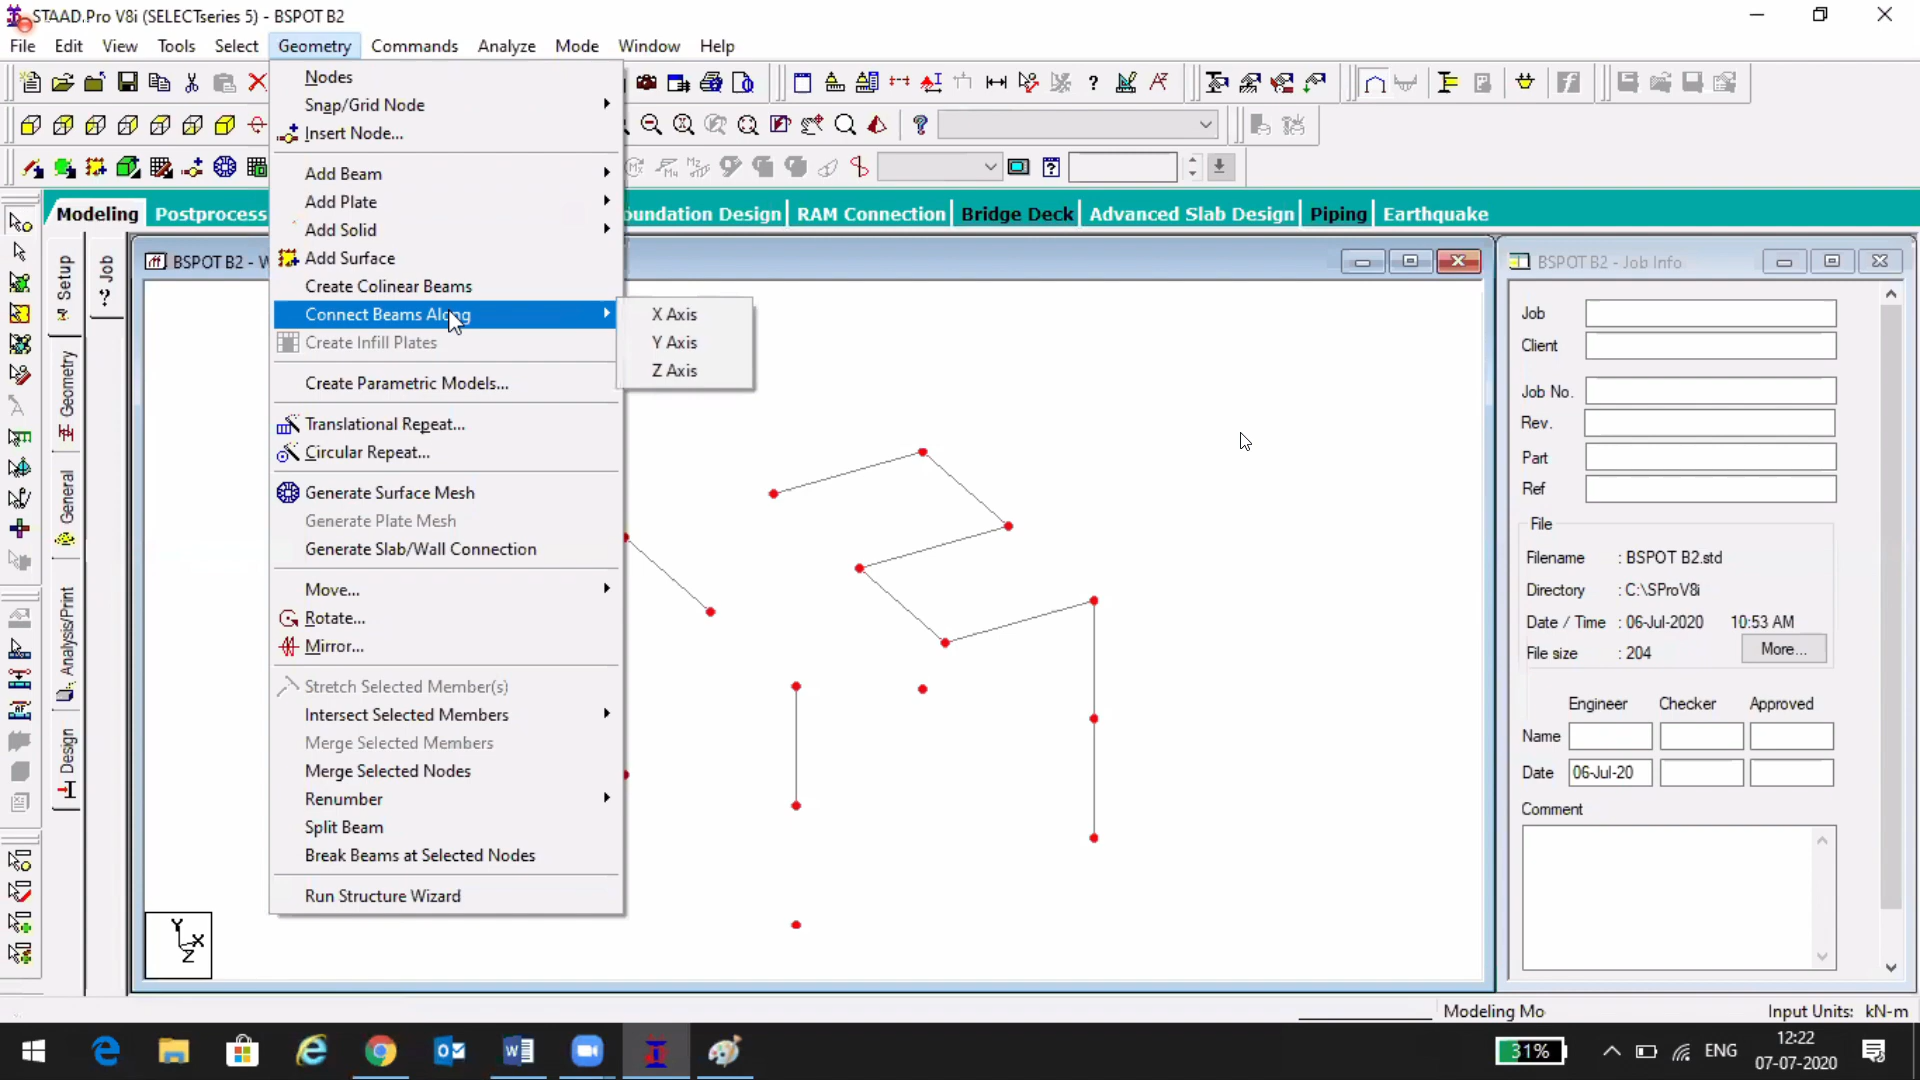 STAAD.Pro V8i (SELECTseries 5) - BSPOT B2
File Edit View Tools Select Geometry Commands Analyze Mode Window Help
Nodes
Snap/Grid Node
Insert Node...
Add Beam
Add Plate
Add Solid
Add Surface
Create Colinear Beams
Connect Beams Along
Create Infill Plates
Create Parametric Models...
Translational Repeat...
Circular Repeat...
Generate Surface Mesh
Generate Plate Mesh
Generate Slab/Wall Connection
Move...
Rotate...
Mirror...
Stretch Selected Member(s)
Intersect Selected Members
Merge Selected Members
Merge Selected Nodes
Renumber
Split Beam
Break Beams at Selected Nodes
Run Structure Wizard
X Axis
Y Axis
Z Axis
Modeling Postprocess oundation Design RAM Connection Bridge Deck Advanced Slab Design Piping Earthquake
Setup
Geometry
General
Analysis/Print
Design
Job
BSPOT B2 - W
BSPOT B2 - Job Info
Job
Client
Job No.
Rev.
Part
Ref
File
Filename : BSPOT B2.std
Directory : C:\SProV8i
Date / Time : 06-Jul-2020 10:53 AM
File size : 204 More...
Engineer Checker Approved
Name
Date 06-Jul-20
Comment
Y
X
Z
Modeling Mo Input Units: kN-m
31% ENG 12:22
07-07-2020